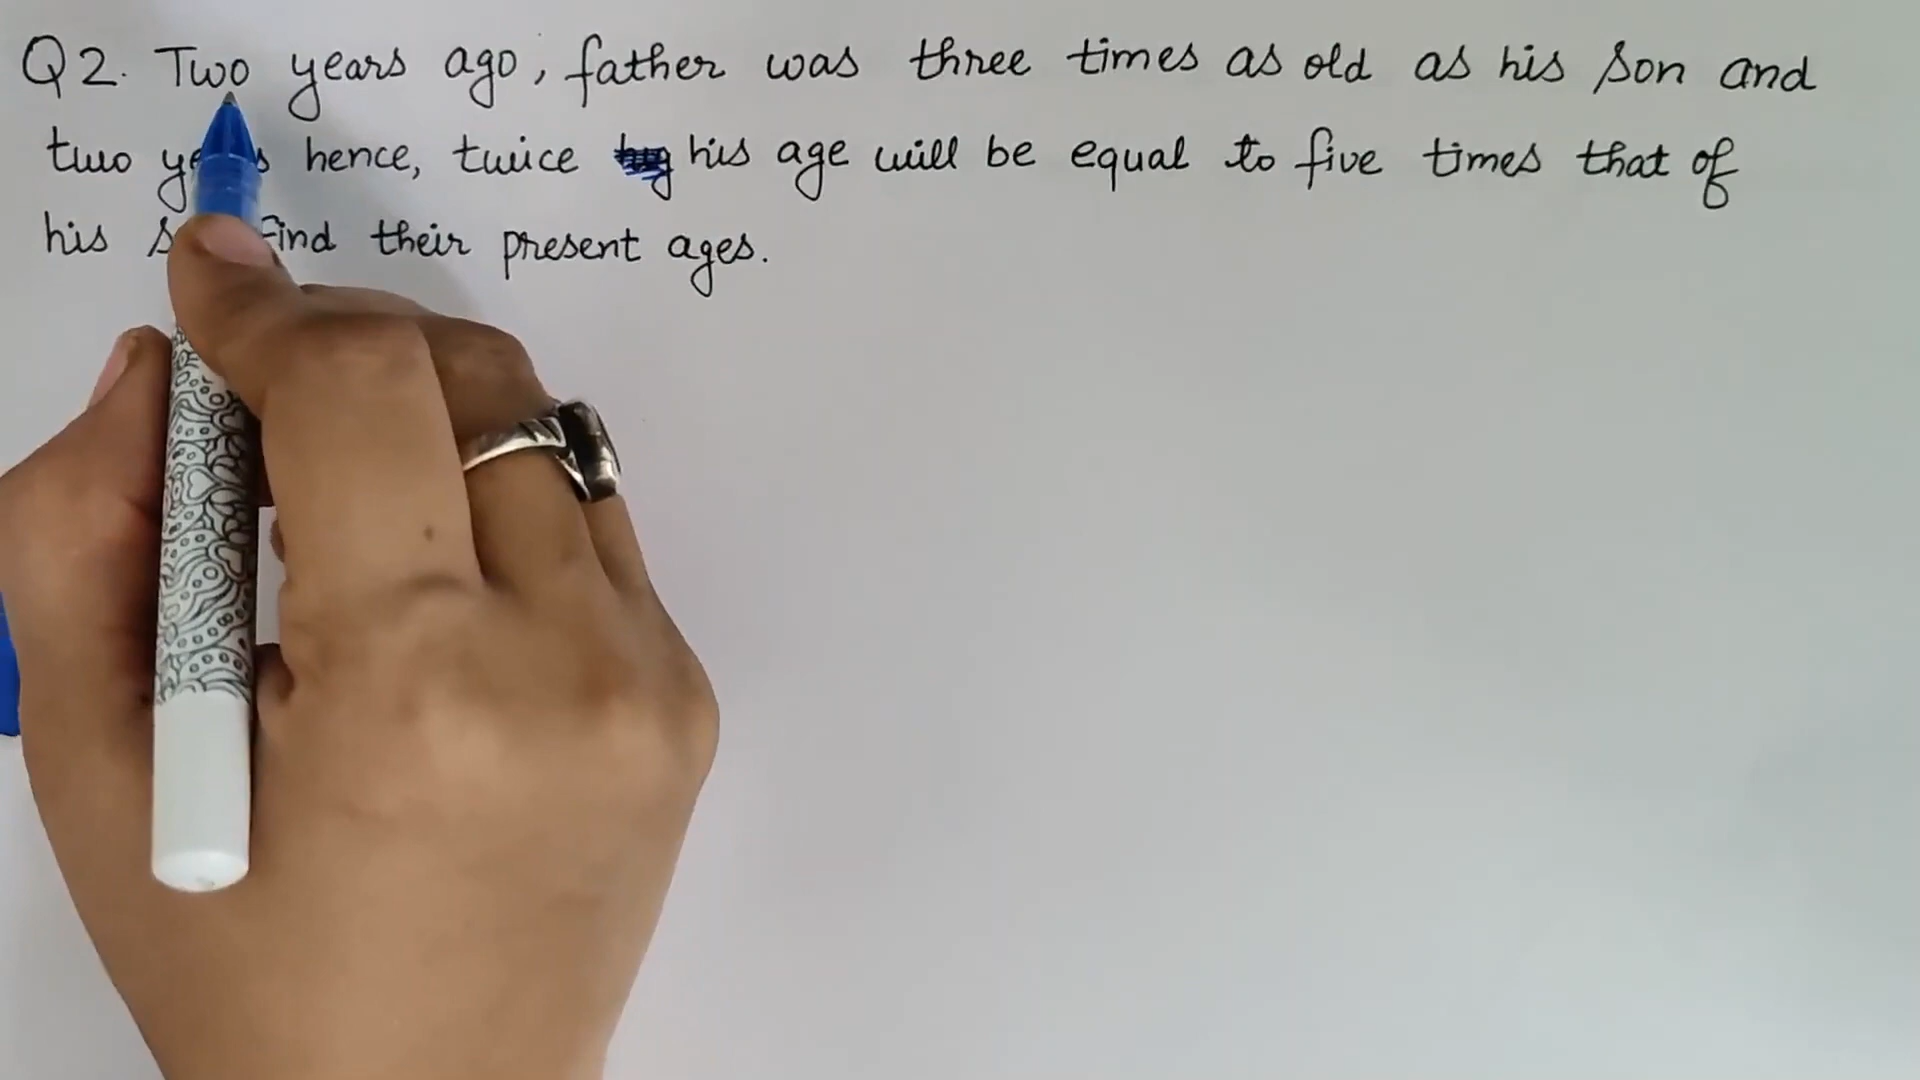 Q2. Two years ago, father was three times as old as his son and
two hence, twice his age will be equal to five times that of
his find their present ages.